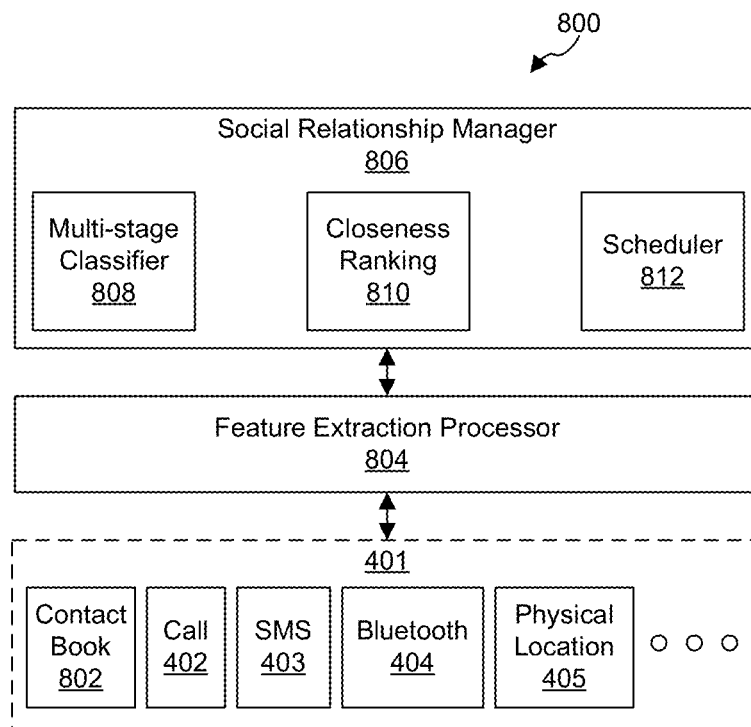 800
Social Relationship Manager
806
Multi-stage
Classifier
808
Closeness
Ranking
810
Scheduler
812
Feature Extraction Processor
804
401
Contact
Book
802
Call
402
SMS
403
Bluetooth
404
Physical
Location
405